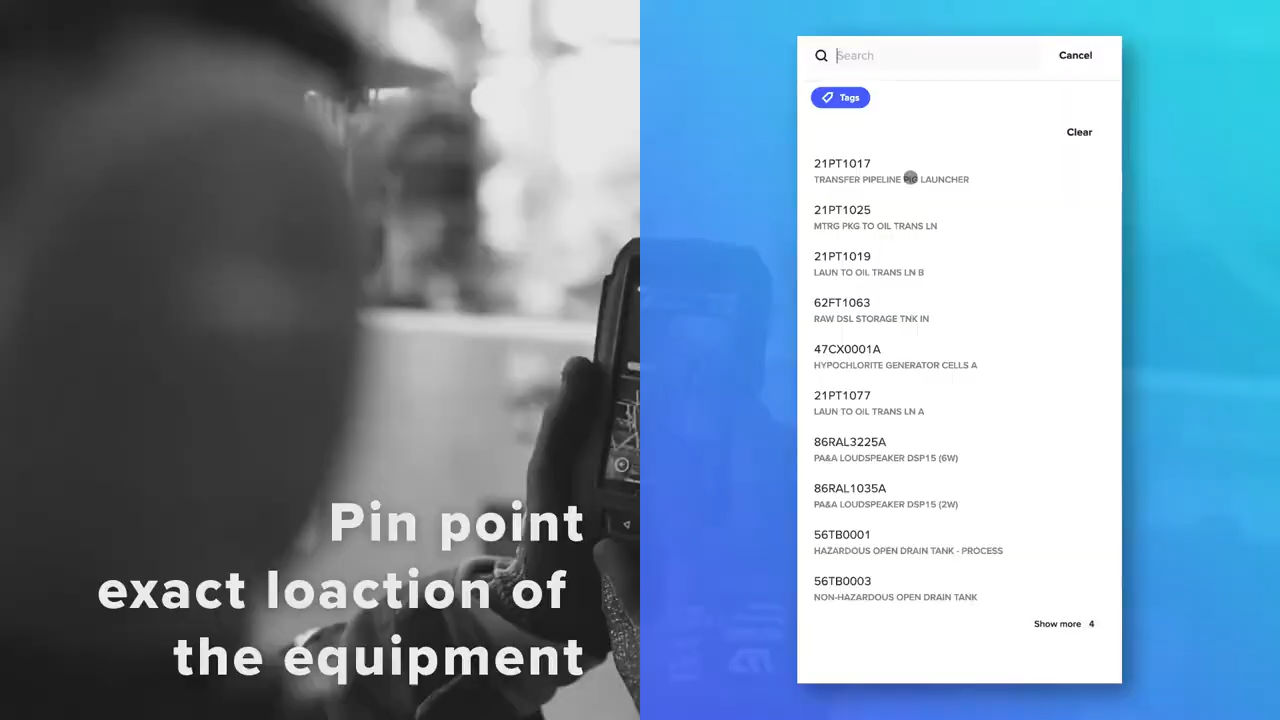 Pin point
exact loaction of
the equipment
Search
Cancel
Tags
Clear
21PT1017
TRANSFER PIPELINE PIG LAUNCHER
21PT1025
MTRG PKG TO OIL TRANS LN
21PT1019
LAUN TO OIL TRANS LN B
62FT1063
RAW DSL STORAGE TNK IN
47CX0001A
HYPOCHLORITE GENERATOR CELLS A
21PT1077
LAUN TO OIL TRANS LN A
86RAL3225A
PA&A LOUDSPEAKER DSP15 (6W)
86RAL1035A
PA&A LOUDSPEAKER DSP15 (2W)
56TB0001
HAZARDOUS OPEN DRAIN TANK - PROCESS
56TB0003
NON-HAZARDOUS OPEN DRAIN TANK
Show more 4